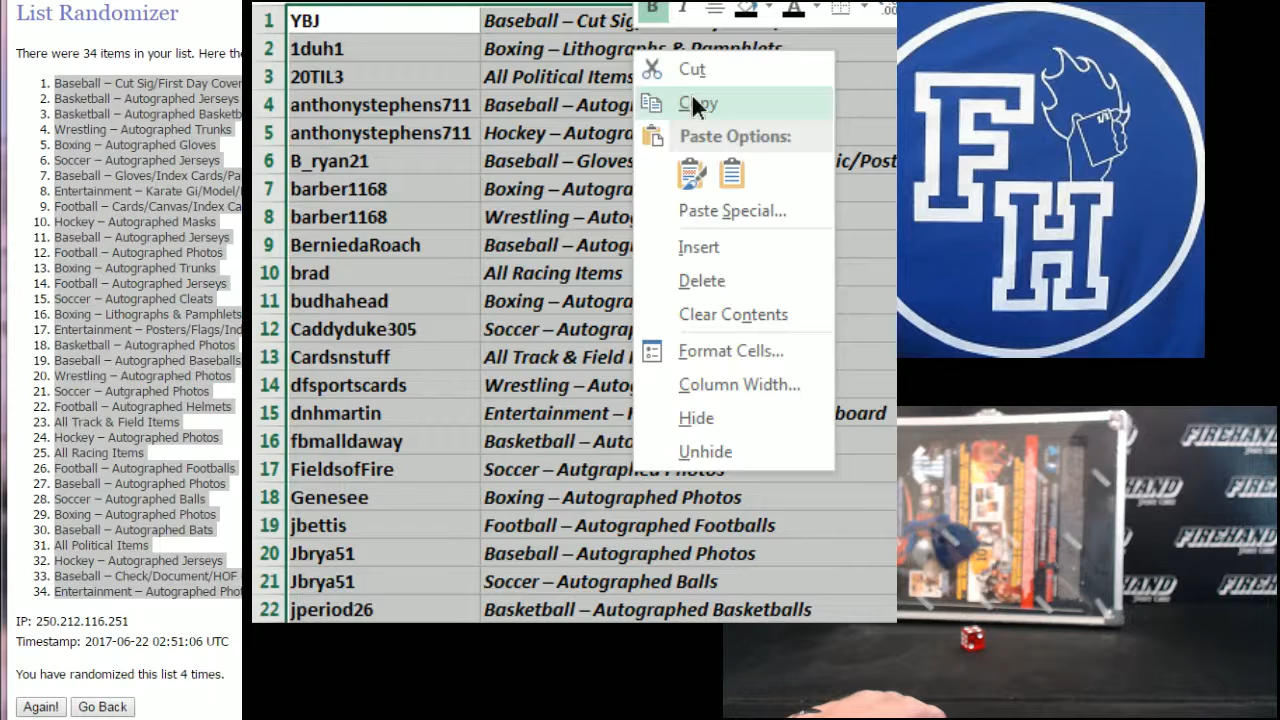 List Randomizer
There were 34 items in your list. Here the
1. Baseball – Cut Sig/First Day Cover
2. Basketball – Autographed Jerseys
3. Basketball – Autographed Basketb
4. Wrestling – Autographed Trunks
5. Boxing – Autographed Gloves
6. Soccer – Autographed Jerseys
7. Baseball – Gloves/Index Cards/Pa
8. Entertainment – Karate Gi/Model/
9. Football – Cards/Canvas/Index Ca
10. Hockey – Autographed Masks
11. Baseball – Autographed Jerseys
12. Football – Autographed Photos
13. Boxing – Autographed Trunks
14. Football – Autographed Jerseys
15. Soccer – Autographed Cleats
16. Boxing – Lithographs & Pamphlets
17. Entertainment – Posters/Flags/Ind
18. Basketball – Autographed Photos
19. Baseball – Autographed Baseballs
20. Wrestling – Autographed Photos
21. Soccer – Autographed Photos
22. Football – Autographed Helmets
23. All Track & Field Items
24. Hockey – Autographed Photos
25. All Racing Items
26. Football – Autographed Footballs
27. Baseball – Autographed Photos
28. Soccer – Autographed Balls
29. Boxing – Autographed Photos
30. Baseball – Autographed Bats
31. All Political Items
32. Hockey – Autographed Jerseys
33. Baseball – Check/Document/HOF
34. Entertainment – Autographed Phot
IP: 250.212.116.251
Timestamp: 2017-06-22 02:51:06 UTC
You have randomized this list 4 times.
Again! Go Back
1 YBJ Baseball – Cut Sig/
2 1duh1 Boxing – Lithographs & Pamphlets
3 20TIL3 All Political Items
4 anthonystephens711 Baseball – Autog
5 anthonystephens711 Hockey – Autogra
6 B_ryan21 Baseball – Gloves ic/Post
7 barber1168 Boxing – Autogra
8 barber1168 Wrestling – Auto
9 BerniedaRoach Baseball – Autog
10 brad All Racing Items
11 budhahead Boxing – Autogra
12 Caddyduke305 Soccer – Autograp
13 Cardsnstuff All Track & Field I
14 dfsportscards Wrestling – Auto
15 dnhmartin Entertainment – board
16 fbmalldaway Basketball – Auto
17 FieldsofFire Soccer – Autographed Photos
18 Genesee Boxing – Autographed Photos
19 jbettis Football – Autographed Footballs
20 Jbrya51 Baseball – Autographed Photos
21 Jbrya51 Soccer – Autographed Balls
22 jperiod26 Basketball – Autographed Basketballs
B I A .00
Cut
Copy
Paste Options:
Paste Special...
Insert
Delete
Clear Contents
Format Cells...
Column Width...
Hide
Unhide
FH
FIREHAND
HAND
FIREHAND
FIREHAND